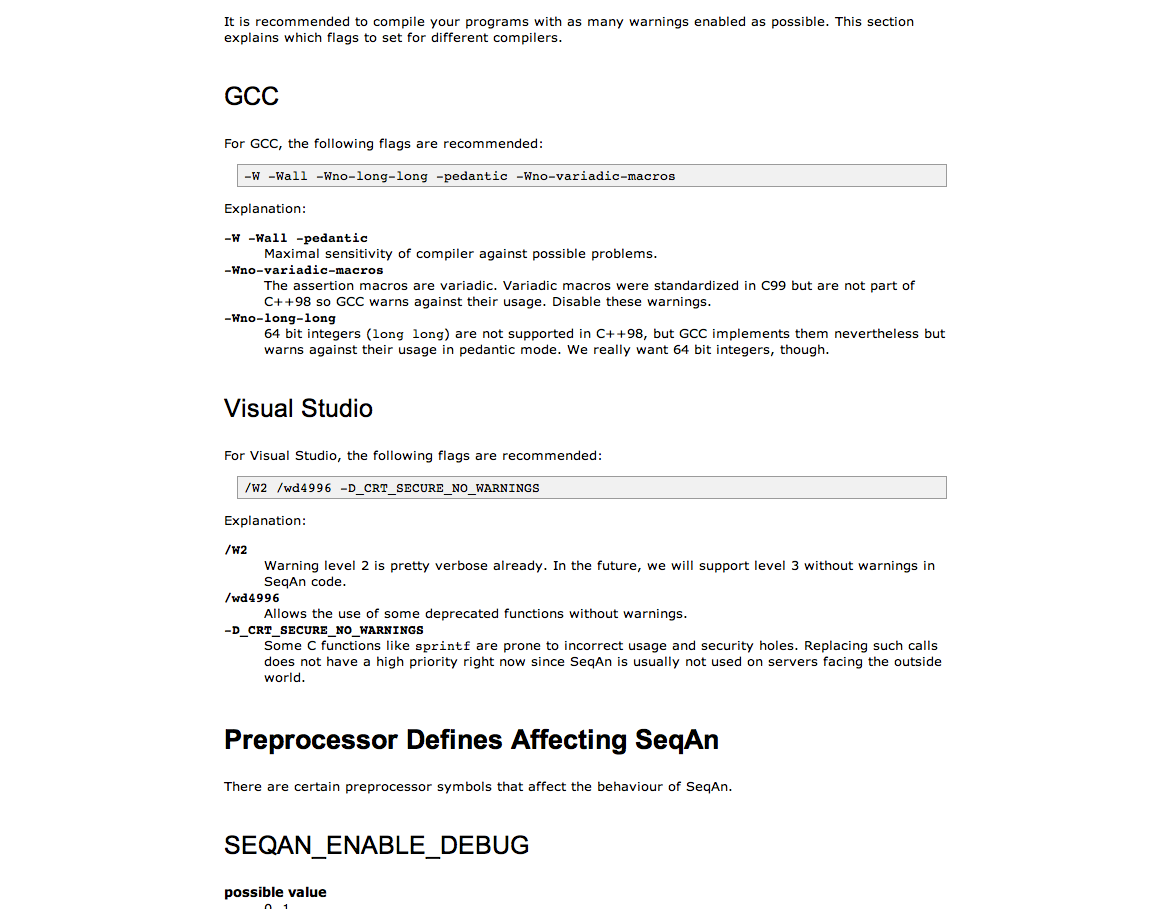 It is recommended to compile your programs with as many warnings enabled as possible. This section
explains which flags to set for different compilers.
GCC
For GCC, the following flags are recommended:
-W -Wall -Wno-long-long -pedantic -Wno-variadic-macros
Explanation:
-W -Wall -pedantic
Maximal sensitivity of compiler against possible problems.
-Wno-variadic-macros
The assertion macros are variadic. Variadic macros were standardized in C99 but are not part of
C++98 so GCC warns against their usage. Disable these warnings.
-Wno-long-long
64 bit integers (long long) are not supported in C++98, but GCC implements them nevertheless but
warns against their usage in pedantic mode. We really want 64 bit integers, though.
Visual Studio
For Visual Studio, the following flags are recommended:
/W2 /wd4996 -D_CRT_SECURE_NO_WARNINGS
Explanation:
/W2
Warning level 2 is pretty verbose already. In the future, we will support level 3 without warnings in
SeqAn code.
/wd4996
Allows the use of some deprecated functions without warnings.
-D_CRT_SECURE_NO_WARNINGS
Some C functions like sprintf are prone to incorrect usage and security holes. Replacing such calls
does not have a high priority right now since SeqAn is usually not used on servers facing the outside
world.
Preprocessor Defines Affecting SeqAn
There are certain preprocessor symbols that affect the behaviour of SeqAn.
SEQAN_ENABLE_DEBUG
possible value
0, 1